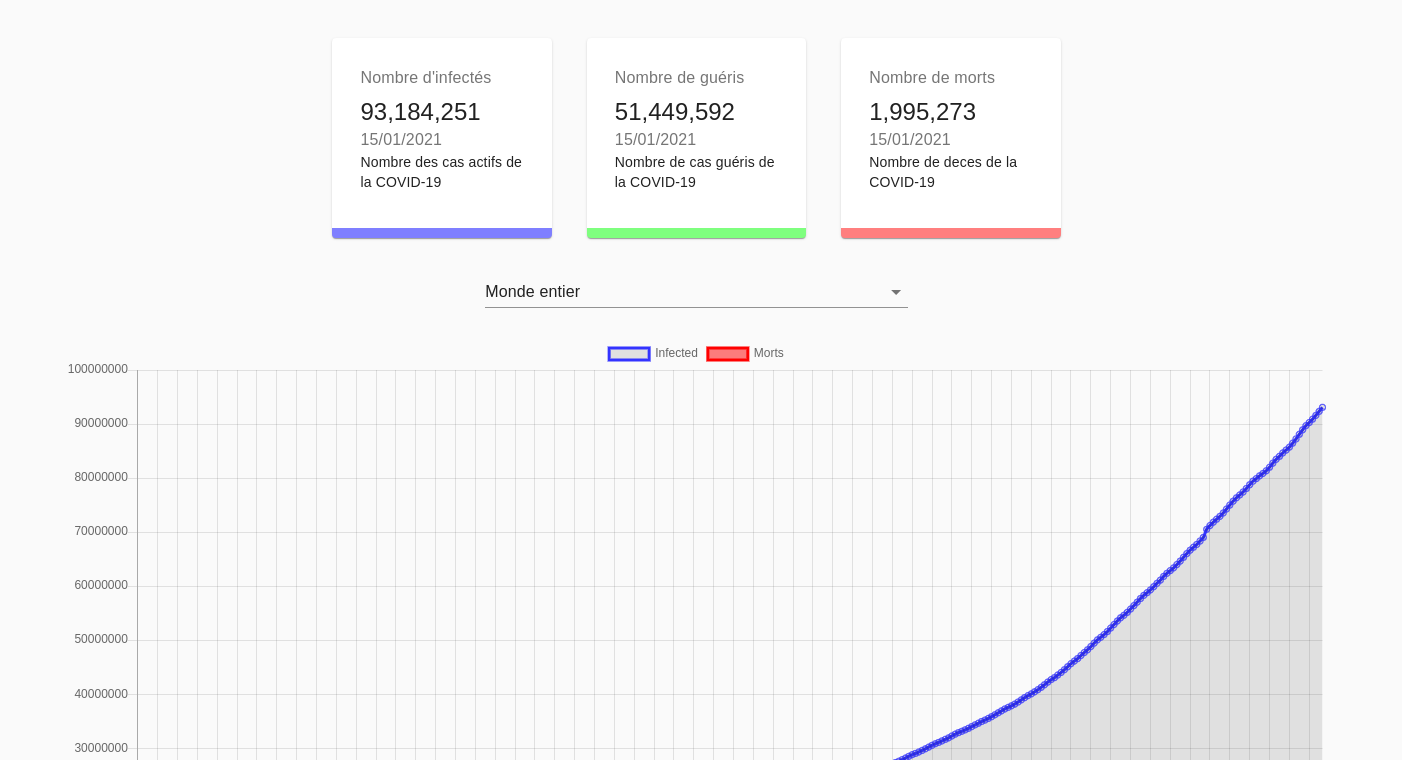 Nombre d'infectés
93,184,251
15/01/2021
Nombre des cas actifs de
la COVID-19
Nombre de guéris
51,449,592
15/01/2021
Nombre de cas guéris de
la COVID-19
Nombre de morts
1,995,273
15/01/2021
Nombre de deces de la
COVID-19
Monde entier
Infected
Morts
100000000
90000000
80000000
70000000
60000000
50000000
40000000
30000000